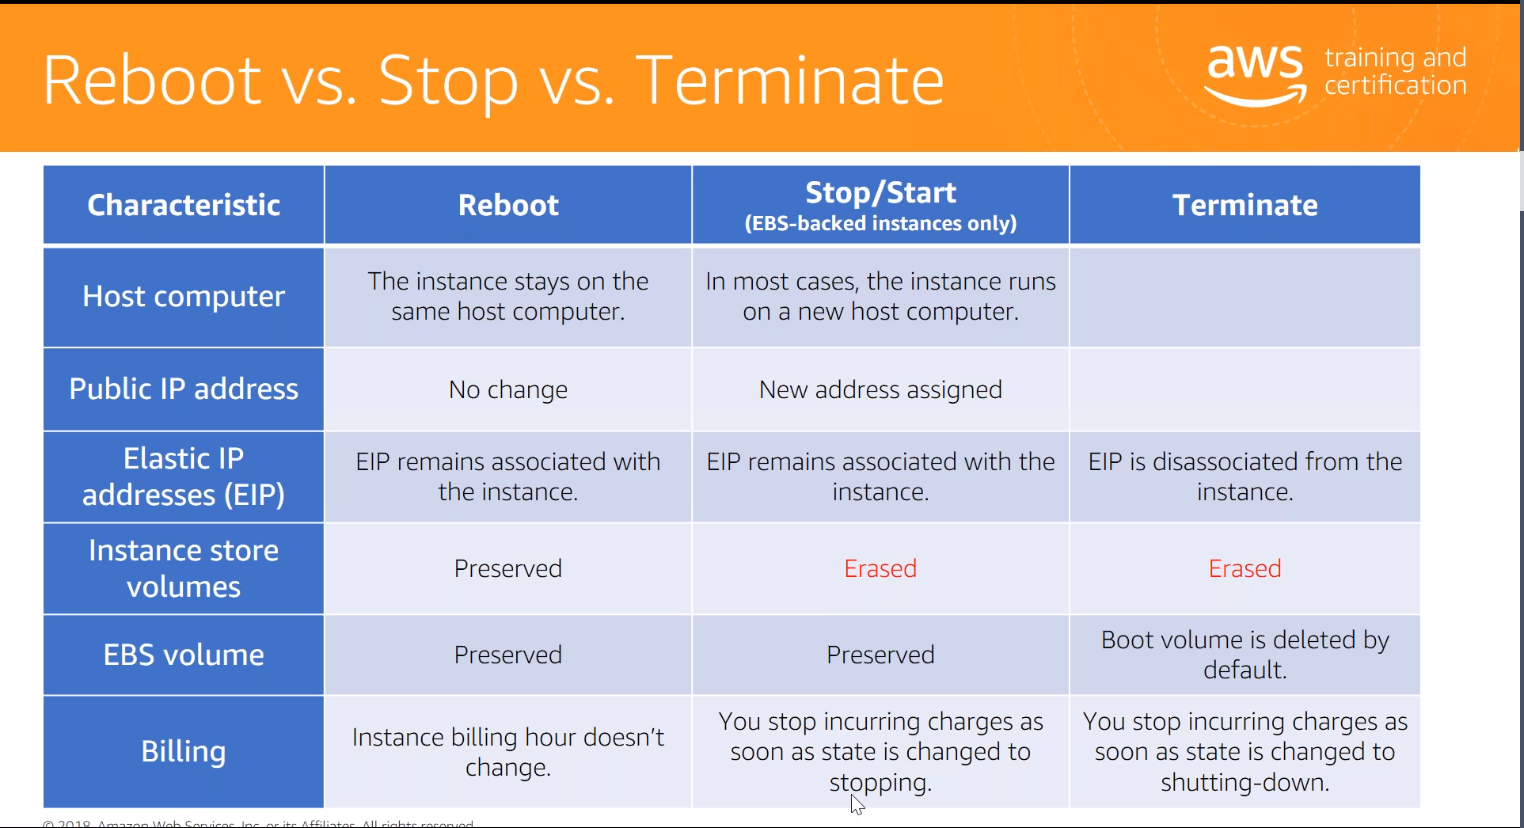 Reboot vs. Stop vs. Terminate
aws
training and
certification
Characteristic
Reboot
Stop/Start
(EBS-backed instances only)
Terminate
Host computer
The instance stays on the
same host computer.
In most cases, the instance runs
on a new host computer.
Public IP address
No change
New address assigned
Elastic IP
addresses (EIP)
EIP remains associated with
the instance.
EIP remains associated with the
instance.
EIP is disassociated from the
instance.
Instance store
volumes
Preserved
Erased
Erased
EBS volume
Preserved
Preserved
Boot volume is deleted by
default.
Billing
Instance billing hour doesn’t
change.
You stop incurring charges as
soon as state is changed to
stopping.
You stop incurring charges as
soon as state is changed to
shutting-down.
© 2018, Amazon Web Services, Inc. or its Affiliates. All rights reserved.